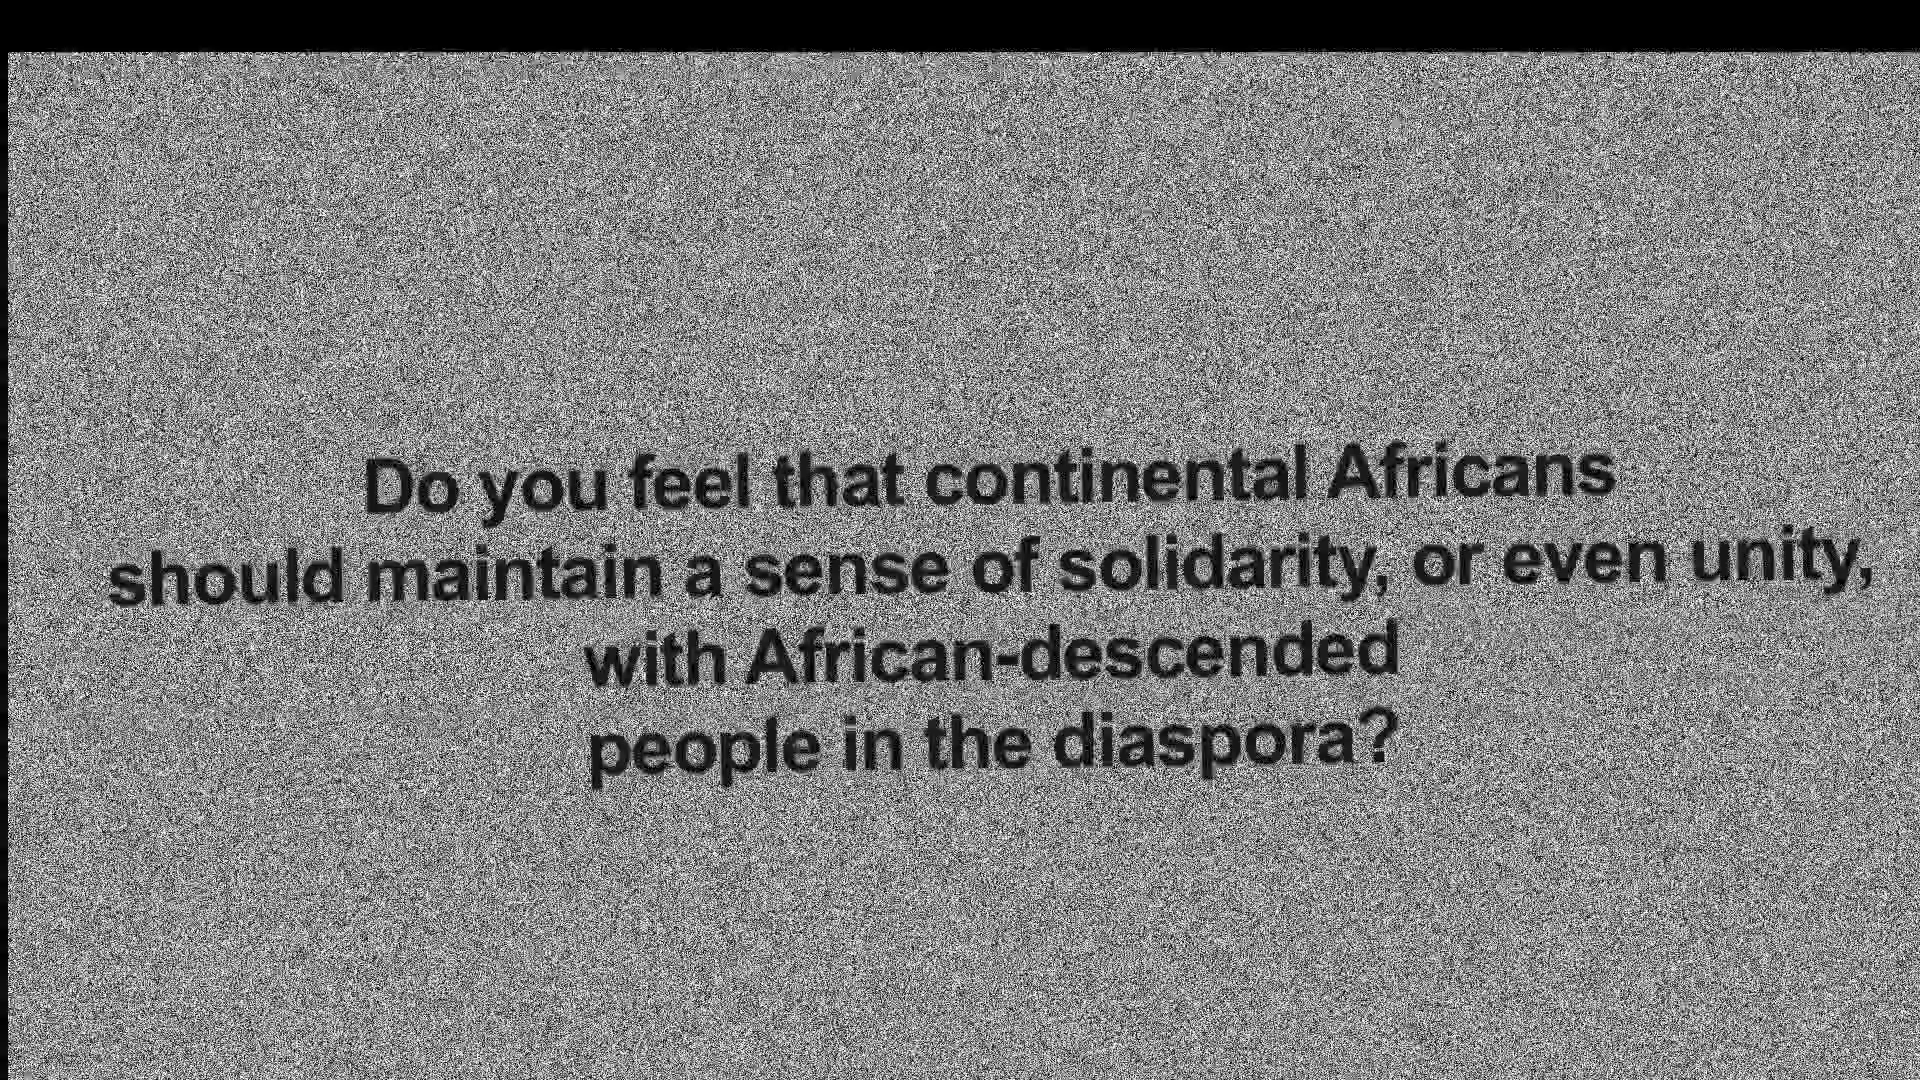 Do you feel that continental Africans
should maintain a sense of solidarity, or even unity,
with African-descended
people in the diaspora?